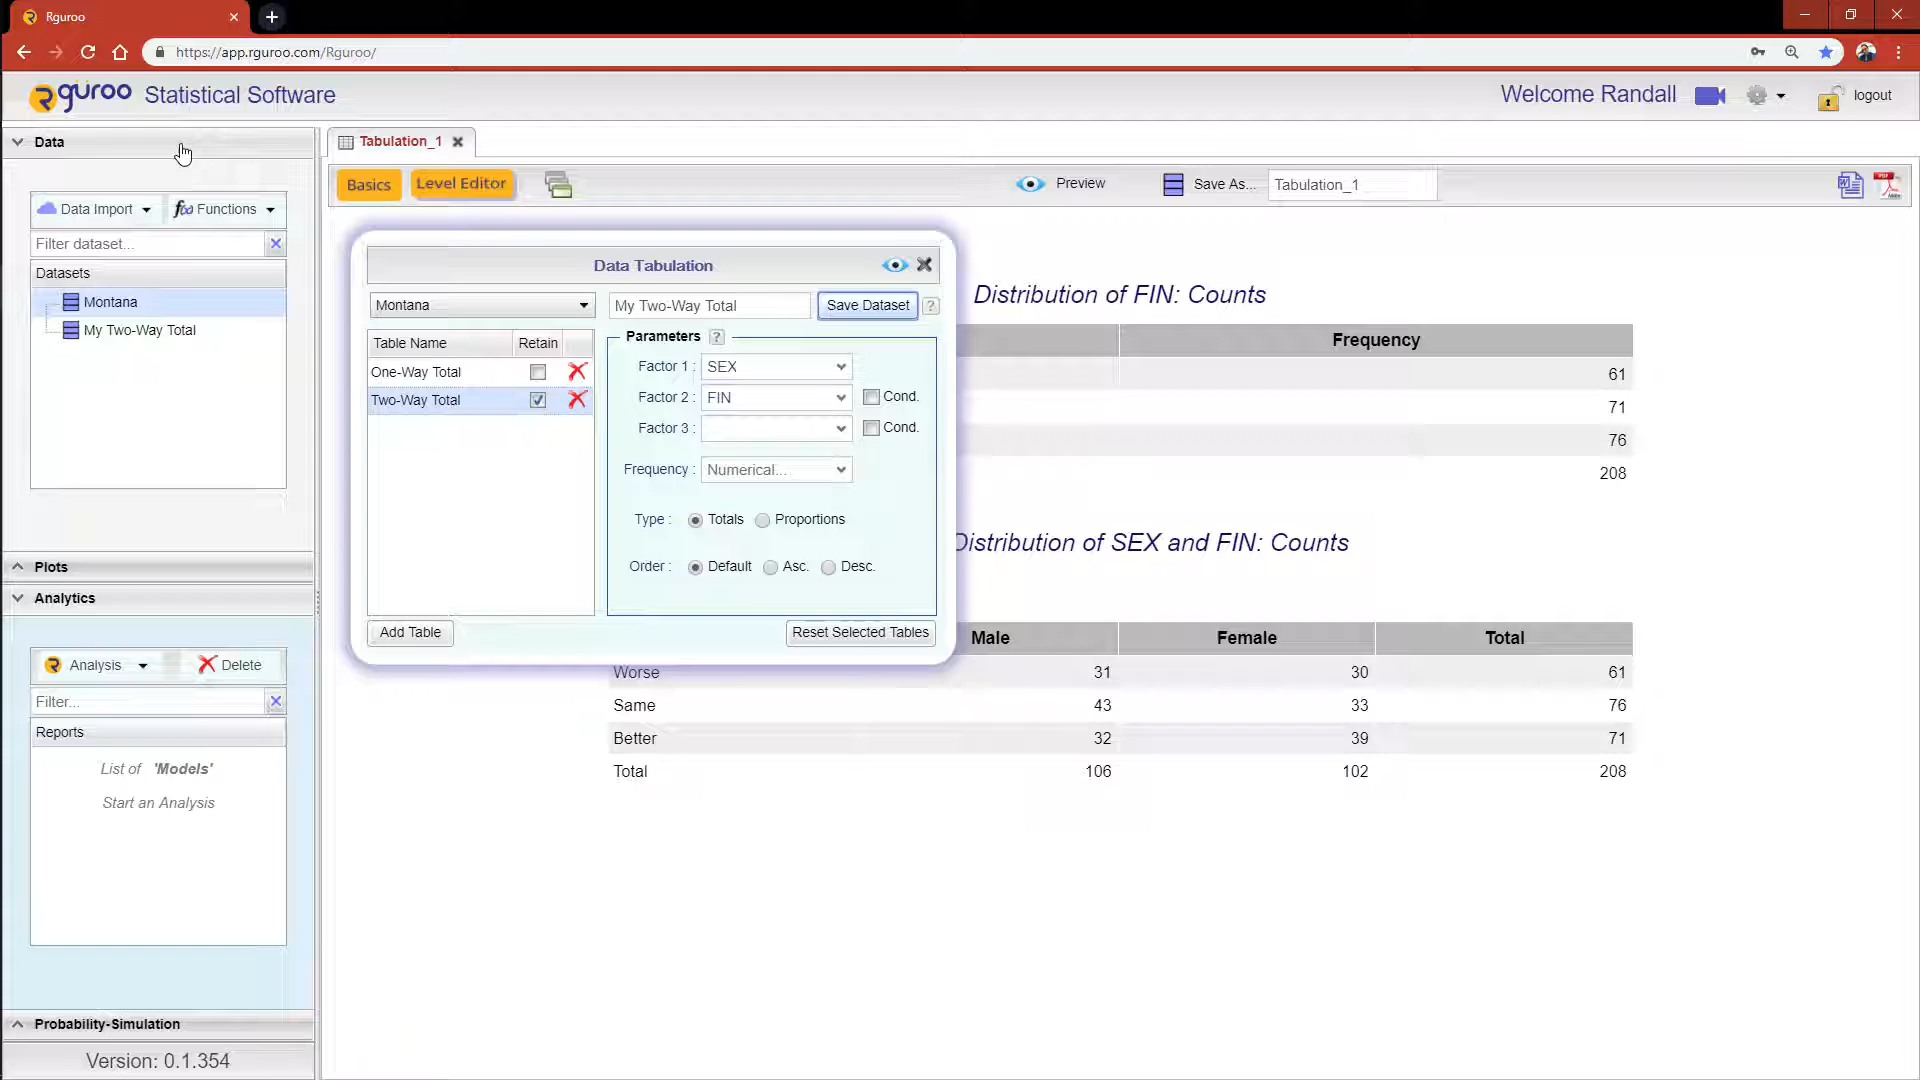 Rguroo
https://app.rguroo.com/Rguroo/
rguroo Statistical Software
Welcome Randall
logout
Data
Data Import
Functions
Filter dataset...
Datasets
Montana
My Two-Way Total
Plots
Analytics
Analysis
Delete
Filter...
Reports
List of 'Models'
Start an Analysis
Probability-Simulation
Version: 0.1.354
Tabulation_1
Basics
Level Editor
Preview
Save As...
Tabulation_1
Data Tabulation
Montana
My Two-Way Total
Save Dataset
?
Table Name
Retain
One-Way Total
Two-Way Total
Add Table
Parameters ?
Factor 1 : SEX
Factor 2 : FIN Cond.
Factor 3 : Cond.
Frequency : Numerical...
Type : Totals Proportions
Order : Default Asc. Desc.
Reset Selected Tables
Distribution of FIN: Counts
Frequency
61
71
76
208
Distribution of SEX and FIN: Counts
Male Female Total
Worse 31 30 61
Same 43 33 76
Better 32 39 71
Total 106 102 208